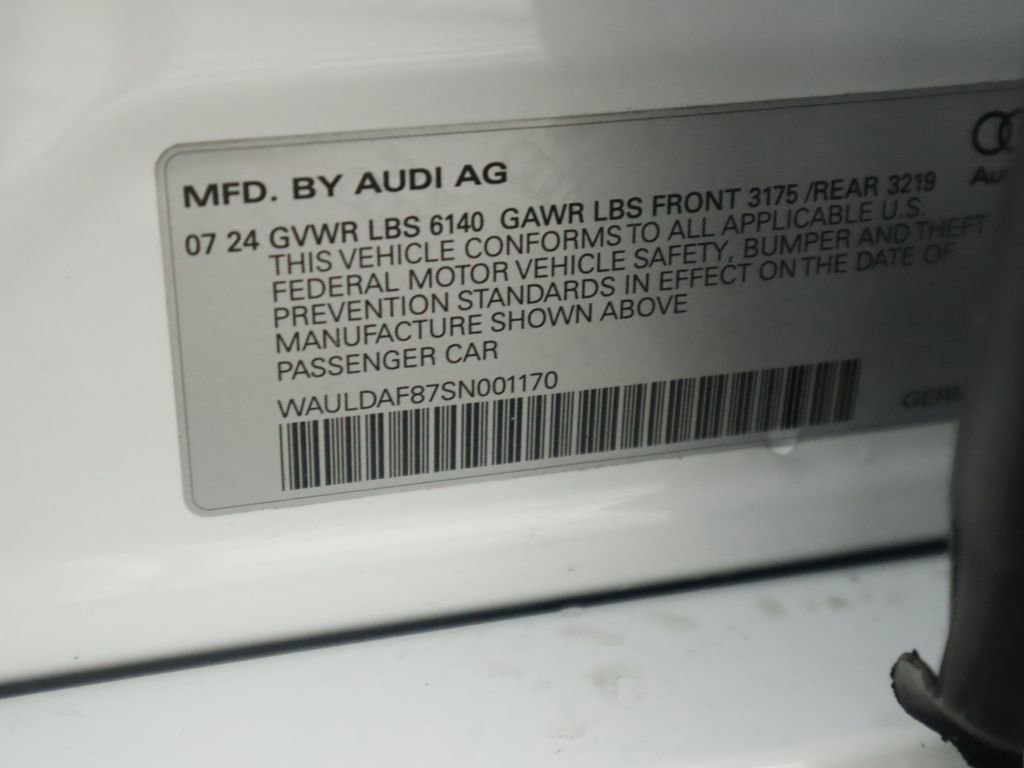 MFD. BY AUDI AG
07 24 GVWR LBS 6140 GAWR LBS FRONT 3175 /REAR 3219
THIS VEHICLE CONFORMS TO ALL APPLICABLE U.S.
FEDERAL MOTOR VEHICLE SAFETY, BUMPER AND THEFT
PREVENTION STANDARDS IN EFFECT ON THE DATE OF
MANUFACTURE SHOWN ABOVE
PASSENGER CAR
WAULDAF87SN001170